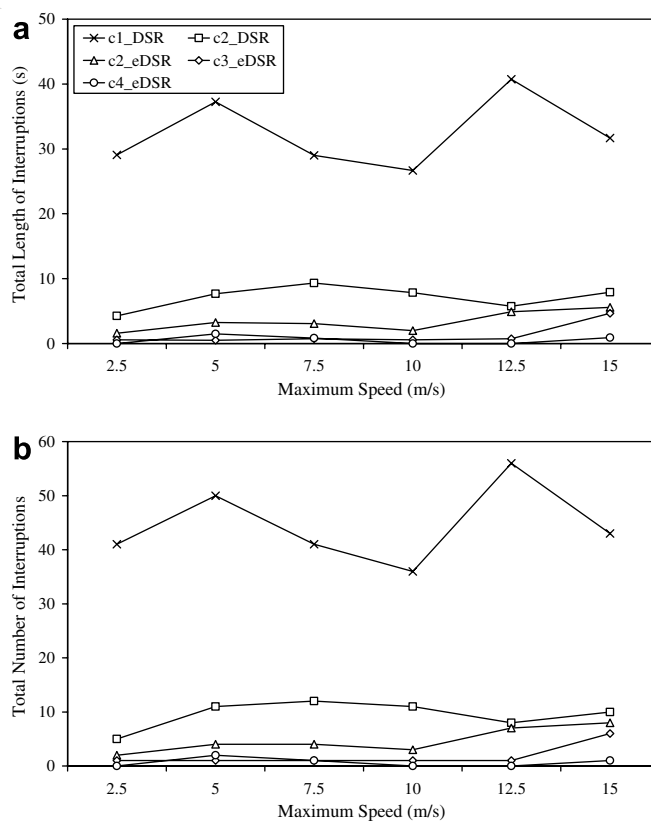 a
50
40
30
20
10
0
Total Length of Interruptions (s)
c1_DSR c2_DSR
c2_eDSR c3_eDSR
c4_eDSR
2.5 5 7.5 10 12.5 15
Maximum Speed (m/s)
b
60
50
40
30
20
10
0
Total Number of Interruptions
2.5 5 7.5 10 12.5 15
Maximum Speed (m/s)